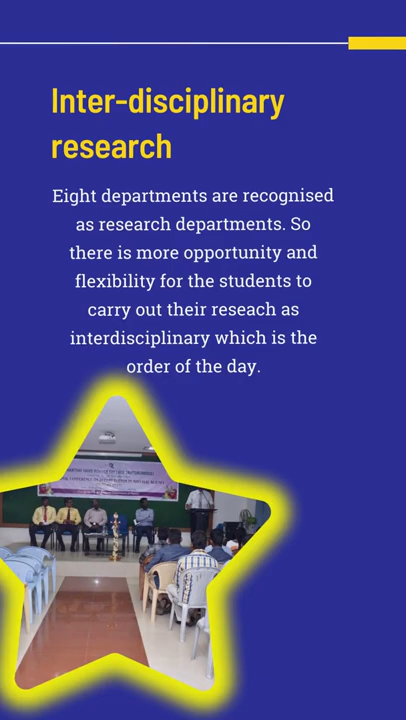 Inter-disciplinary
research
Eight departments are recognised
as research departments. So
there is more opportunity and
flexibility for the students to
carry out their reseach as
interdisciplinary which is the
order of the day.